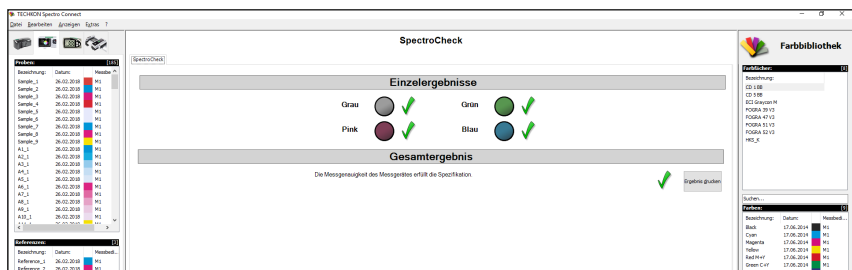 TECHKON Spectro Connect
Datei Bearbeiten Anzeigen Extras ?
SpectroCheck
SpectroCheck
Einzelergebnisse
Grau
Grün
Pink
Blau
Gesamtergebnis
Die Messgenauigkeit des Messgerätes erfüllt die Spezifikation.
Ergebnis drucken
Proben: [185]
Bezeichnung: Datum: Messbe
Sample_1 26.02.2018 M1
Sample_2 26.02.2018 M1
Sample_3 26.02.2018 M1
Sample_4 26.02.2018 M1
Sample_5 26.02.2018 M1
Sample_6 26.02.2018 M1
Sample_7 26.02.2018 M1
Sample_8 26.02.2018 M1
Sample_9 26.02.2018 M1
A1_1 26.02.2018 M1
A2_1 26.02.2018 M1
A3_1 26.02.2018 M1
A4_1 26.02.2018 M1
A5_1 26.02.2018 M1
A6_1 26.02.2018 M1
A7_1 26.02.2018 M1
A8_1 26.02.2018 M1
A9_1 26.02.2018 M1
A10_1 26.02.2018 M1
Referenzen: [2]
Bezeichnung: Datum: Messbedi...
Reference_1 26.02.2018 M1
Reference_2 26.02.2018 M1
Farbbibliothek
Farbfächer: [8]
Bezeichnung:
CD 1 BB
CD 5 BB
ECI Graycon M
FOGRA 39 V3
FOGRA 47 V3
FOGRA 51 V3
FOGRA 52 V3
HKS_K
Suchen...
Farben: [9]
Bezeichnung: Datum: Messbedi...
Black 17.06.2014 M1
Cyan 17.06.2014 M1
Magenta 17.06.2014 M1
Yellow 17.06.2014 M1
Red M+Y 17.06.2014 M1
Green C+Y 17.06.2014 M1